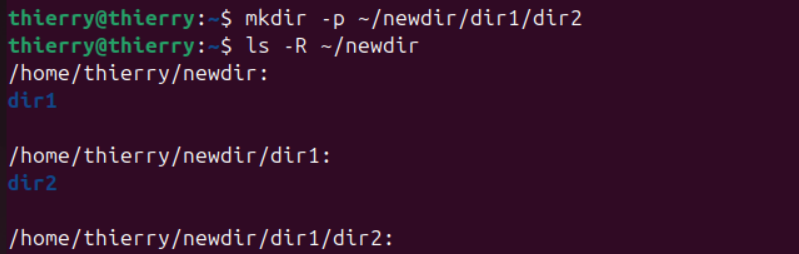 thierry@thierry:~$ mkdir -p ~/newdir/dir1/dir2
thierry@thierry:~$ ls -R ~/newdir
/home/thierry/newdir:
dir1
/home/thierry/newdir/dir1:
dir2
/home/thierry/newdir/dir1/dir2: